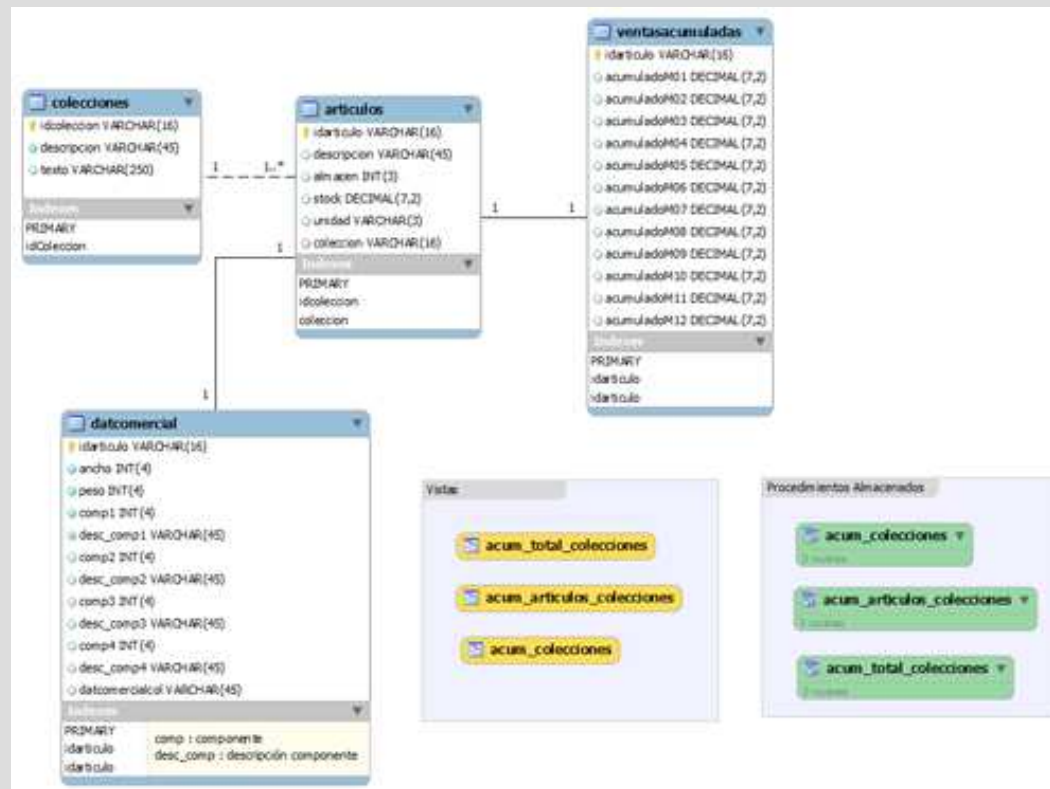 colecciones
idcoleccion VARCHAR(16)
descripcion VARCHAR(45)
texto VARCHAR(250)
Indexes
PRIMARY
idColeccion
1
1..*
articulos
idarticulo VARCHAR(16)
descripcion VARCHAR(45)
almacen INT(3)
stock DECIMAL(7,2)
unidad VARCHAR(3)
coleccion VARCHAR(16)
Indexes
PRIMARY
idcoleccion
coleccion
1
1
ventasacumuladas
idarticulo VARCHAR(16)
acumuladoM01 DECIMAL(7,2)
acumuladoM02 DECIMAL(7,2)
acumuladoM03 DECIMAL(7,2)
acumuladoM04 DECIMAL(7,2)
acumuladoM05 DECIMAL(7,2)
acumuladoM06 DECIMAL(7,2)
acumuladoM07 DECIMAL(7,2)
acumuladoM08 DECIMAL(7,2)
acumuladoM09 DECIMAL(7,2)
acumuladoM10 DECIMAL(7,2)
acumuladoM11 DECIMAL(7,2)
acumuladoM12 DECIMAL(7,2)
Indexes
PRIMARY
idarticulo
idarticulo
1
1
datcomercial
idarticulo VARCHAR(16)
ancho INT(4)
peso INT(4)
comp1 INT(4)
desc_comp1 VARCHAR(45)
comp2 INT(4)
desc_comp2 VARCHAR(45)
comp3 INT(4)
desc_comp3 VARCHAR(45)
comp4 INT(4)
desc_comp4 VARCHAR(45)
datcomercialcol VARCHAR(45)
Indexes
PRIMARY
idarticulo
idarticulo
comp : componente
desc_comp : descripción componente
Vistas
acum_total_colecciones
acum_articulos_colecciones
acum_colecciones
Procedimientos Almacenados
acum_colecciones
acum_articulos_colecciones
acum_total_colecciones